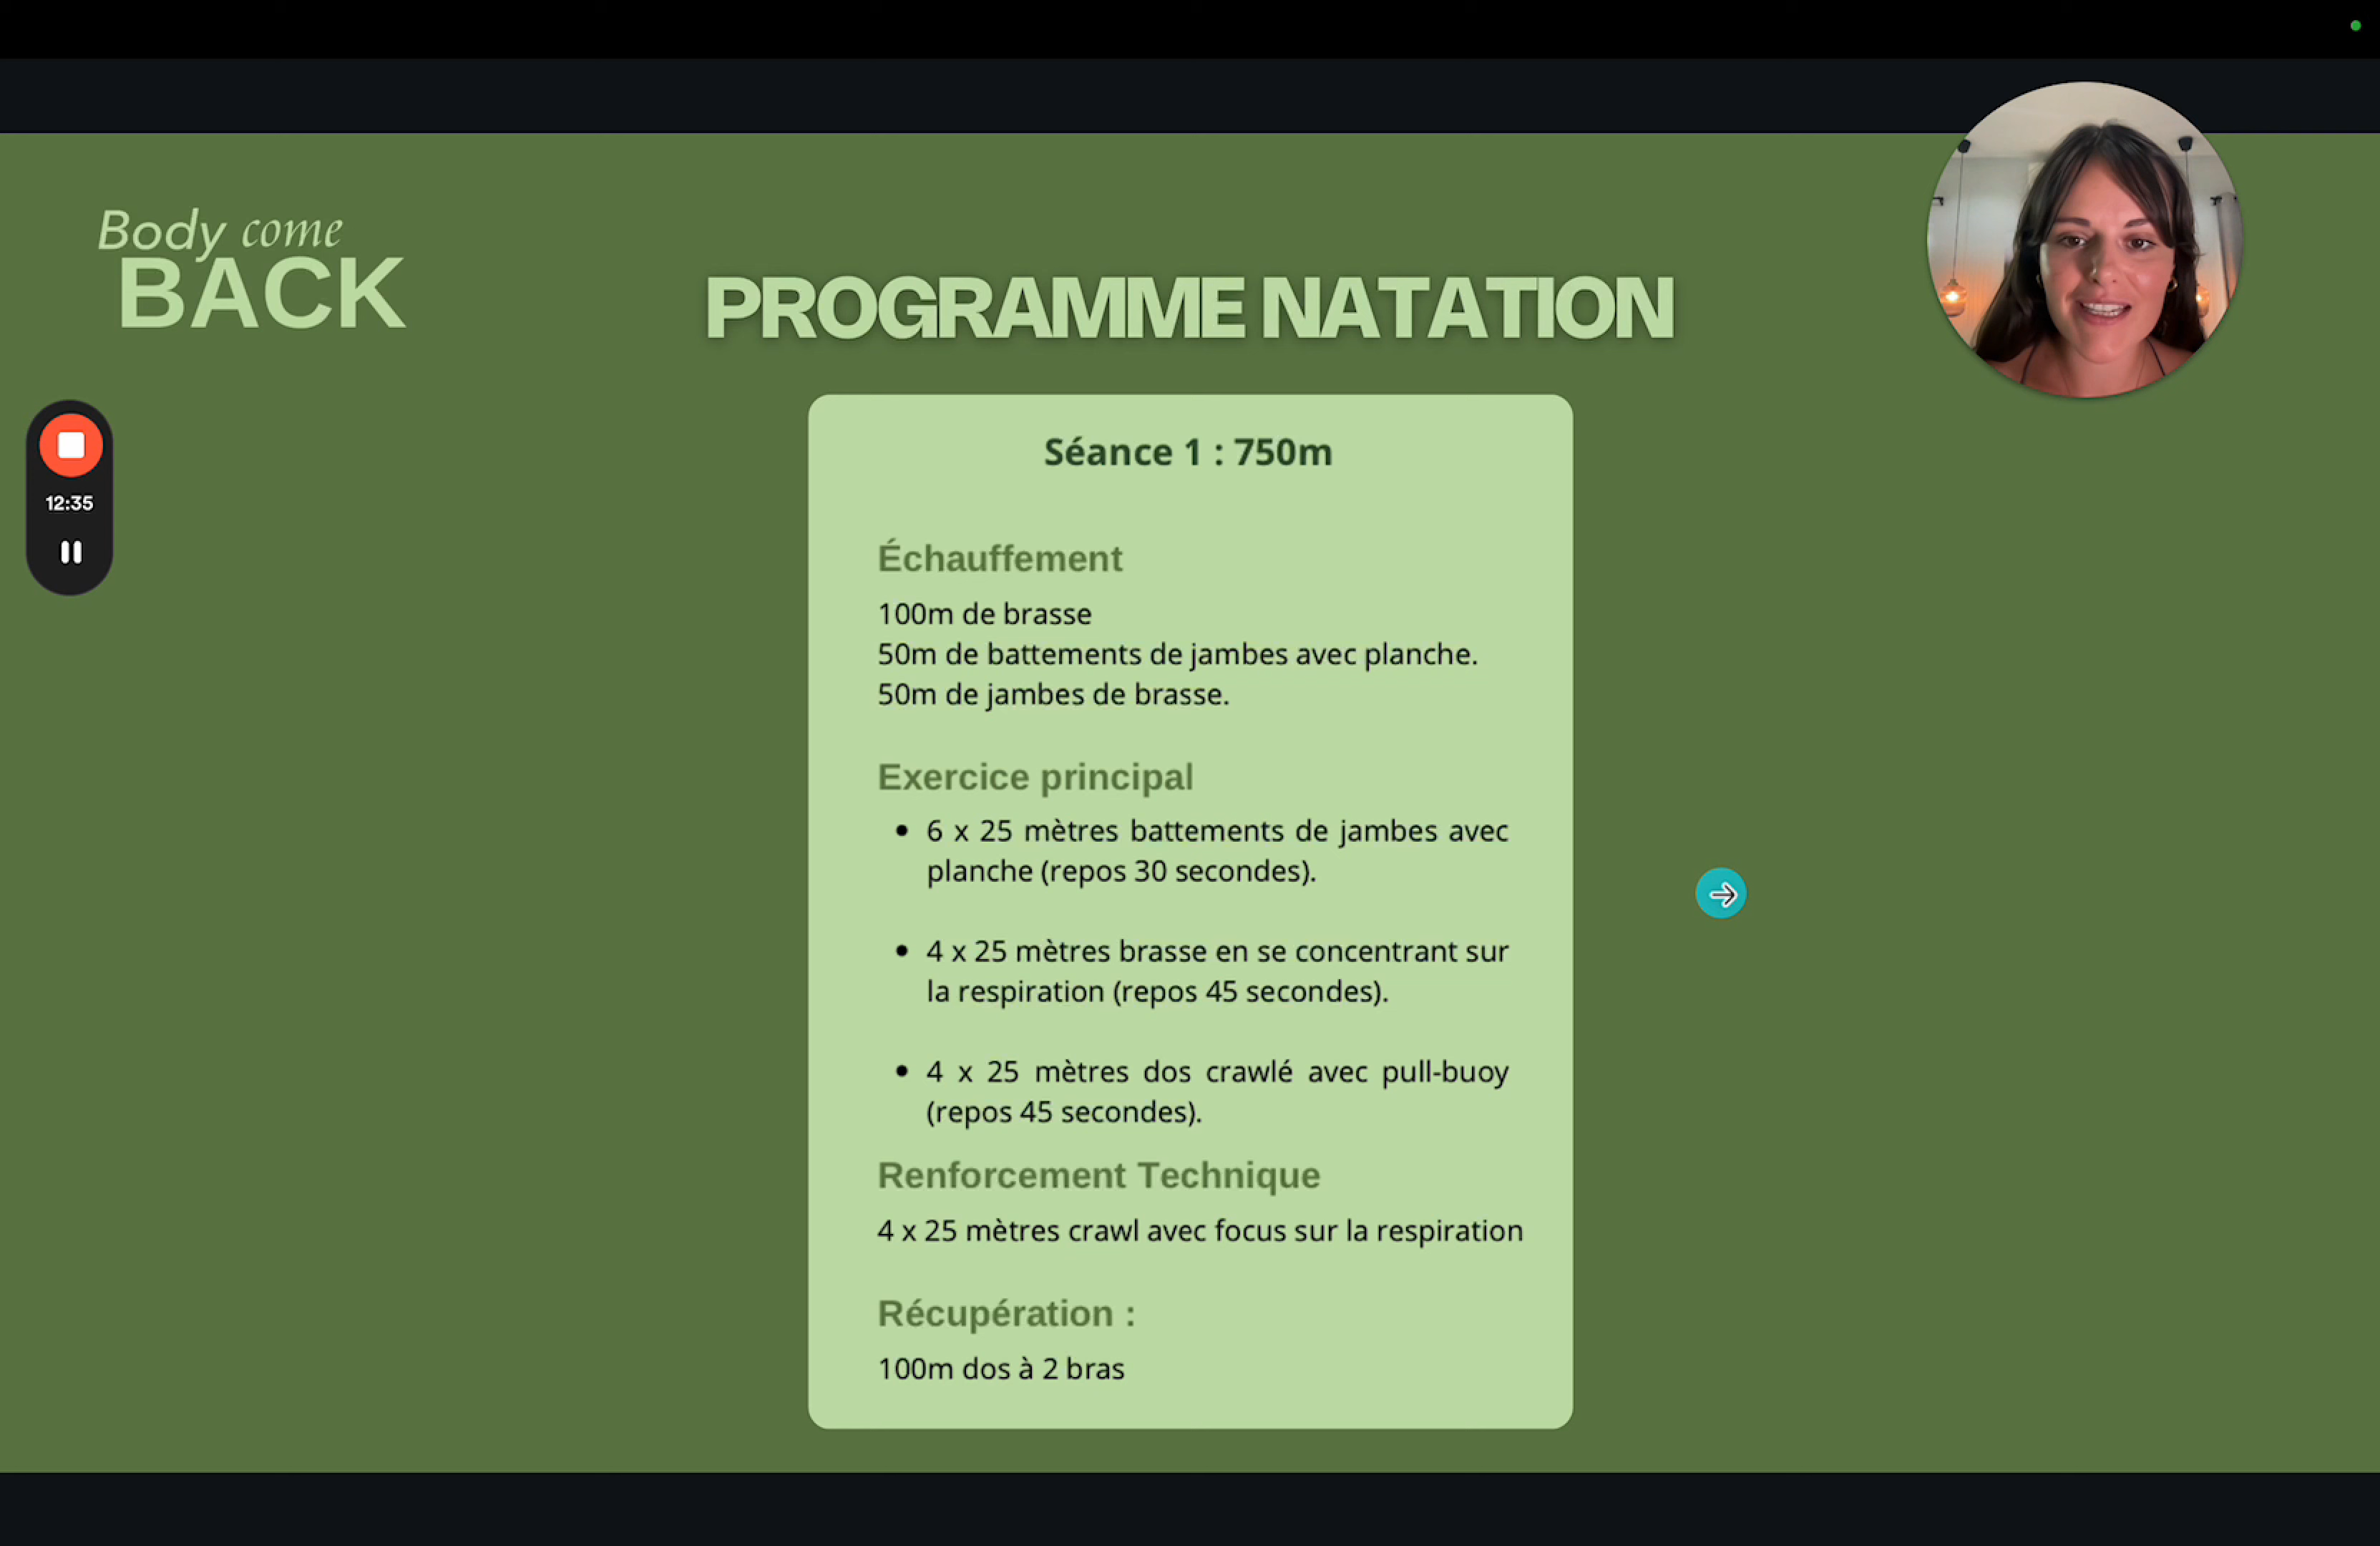 Body come
BACK
PROGRAMME NATATION
12:35
Séance 1 : 750m
Échauffement
100m de brasse
50m de battements de jambes avec planche.
50m de jambes de brasse.
Exercice principal
• 6 x 25 mètres battements de jambes avec
planche (repos 30 secondes).
• 4 x 25 mètres brasse en se concentrant sur
la respiration (repos 45 secondes).
• 4 x 25 mètres dos crawlé avec pull-buoy
(repos 45 secondes).
Renforcement Technique
4 x 25 mètres crawl avec focus sur la respiration
Récupération :
100m dos à 2 bras